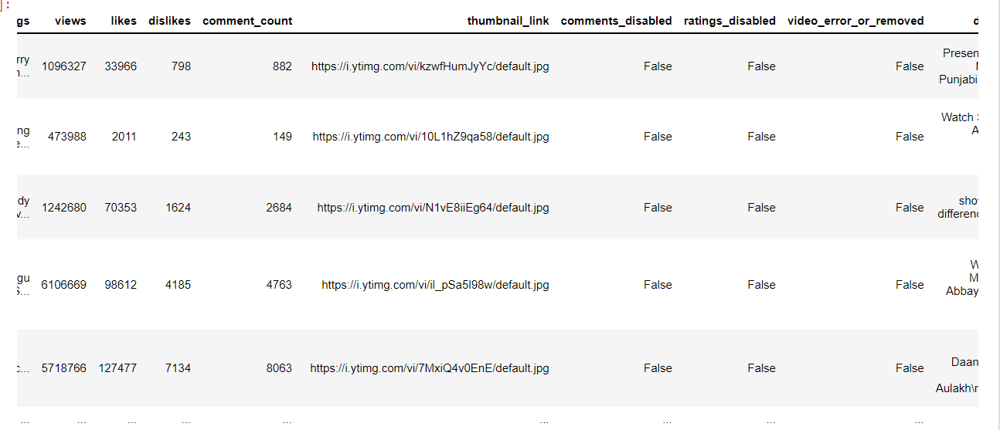 ]:
gs views likes dislikes comment_count thumbnail_link comments_disabled ratings_disabled video_error_or_removed d
rry
n...
1096327 33966 798 882 https://i.ytimg.com/vi/kzwfHumJyYc/default.jpg False False False
Presen
Punjabi
ng
e...
473988 2011 243 149 https://i.ytimg.com/vi/10L1hZ9qa58/default.jpg False False False
Watch S
A
dy
v...
1242680 70353 1624 2684 https://i.ytimg.com/vi/N1vE8iiEg64/default.jpg False False False
sho
differenc
gu
S...
6106669 98612 4185 4763 https://i.ytimg.com/vi/il_pSa5l98w/default.jpg False False False
W
M
Abbay
c... 5718766 127477 7134 8063 https://i.ytimg.com/vi/7MxiQ4v0EnE/default.jpg False False False
Daan
Aulakh\r
... ... ... ... ... ... ... ... ...